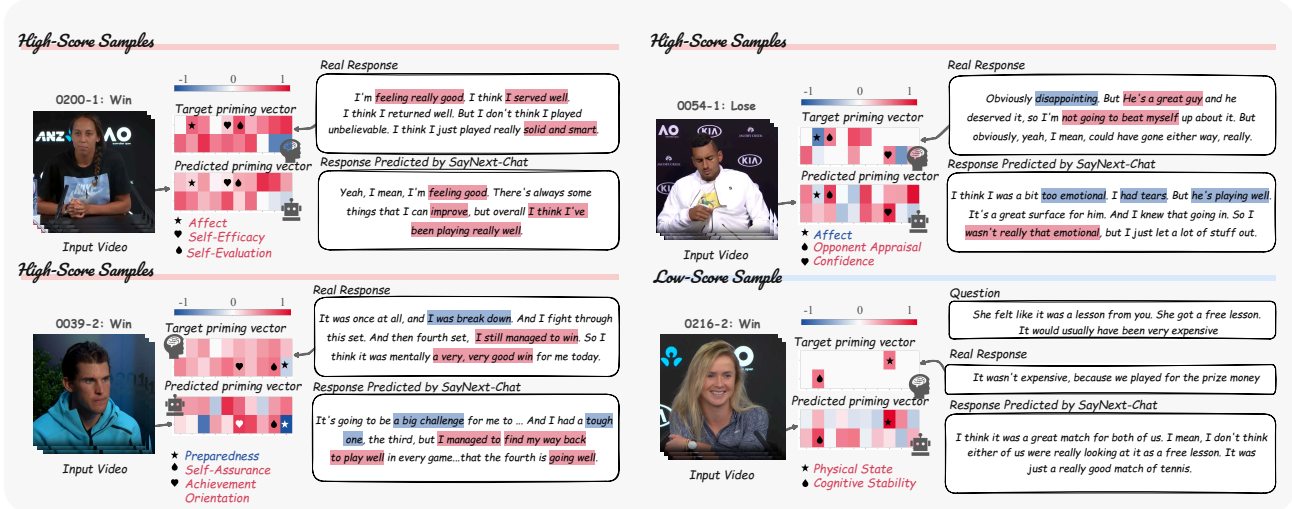 High-Score Samples
-1 0 1
0200-1: Win
Target priming vector
Predicted priming vector
Affect
Self-Efficacy
Self-Evaluation
Input Video
ANZ
AO
Real Response
I'm feeling really good. I think I served well.
I think I returned well. But I don't think I played
unbelievable. I think I just played really solid and smart.
Response Predicted by SayNext-Chat
Yeah, I mean, I'm feeling good. There's always some
things that I can improve, but overall I think I've
been playing really well.
High-Score Samples
-1 0 1
0039-2: Win
Target priming vector
Predicted priming vector
Input Video
Preparedness
Self-Assurance
Achievement
Orientation
Real Response
It was once at all, and I was break down. And I fight through
this set. And then fourth set, I still managed to win. So I
think it was mentally a very, very good win for me today.
Response Predicted by SayNext-Chat
It's going to be a big challenge for me to ... And I had a tough
one, the third, but I managed to find my way back
to play well in every game...that the fourth is going well.
High-Score Samples
-1 0 1
0054-1: Lose
Target priming vector
Predicted priming vector
AO
KIA
KIA
KIA
Input Video
Affect
Opponent Appraisal
Confidence
Real Response
Obviously disappointing. But He's a great guy and he
deserved it, so I'm not going to beat myself up about it. But
obviously, yeah, I mean, could have gone either way, really.
Response Predicted by SayNext-Chat
I think I was a bit too emotional. I had tears. But he's playing well.
It's a great surface for him. And I knew that going in. So I
wasn't really that emotional, but I just let a lot of stuff out.
Low-Score Sample
-1 0 1
0216-2: Win
Target priming vector
Predicted priming vector
Input Video
Physical State
Cognitive Stability
Question
She felt like it was a lesson from you. She got a free lesson.
It would usually have been very expensive
Real Response
It wasn't expensive, because we played for the prize money
Response Predicted by SayNext-Chat
I think it was a great match for both of us. I mean, I don't think
either of us were really looking at it as a free lesson. It was
just a really good match of tennis.